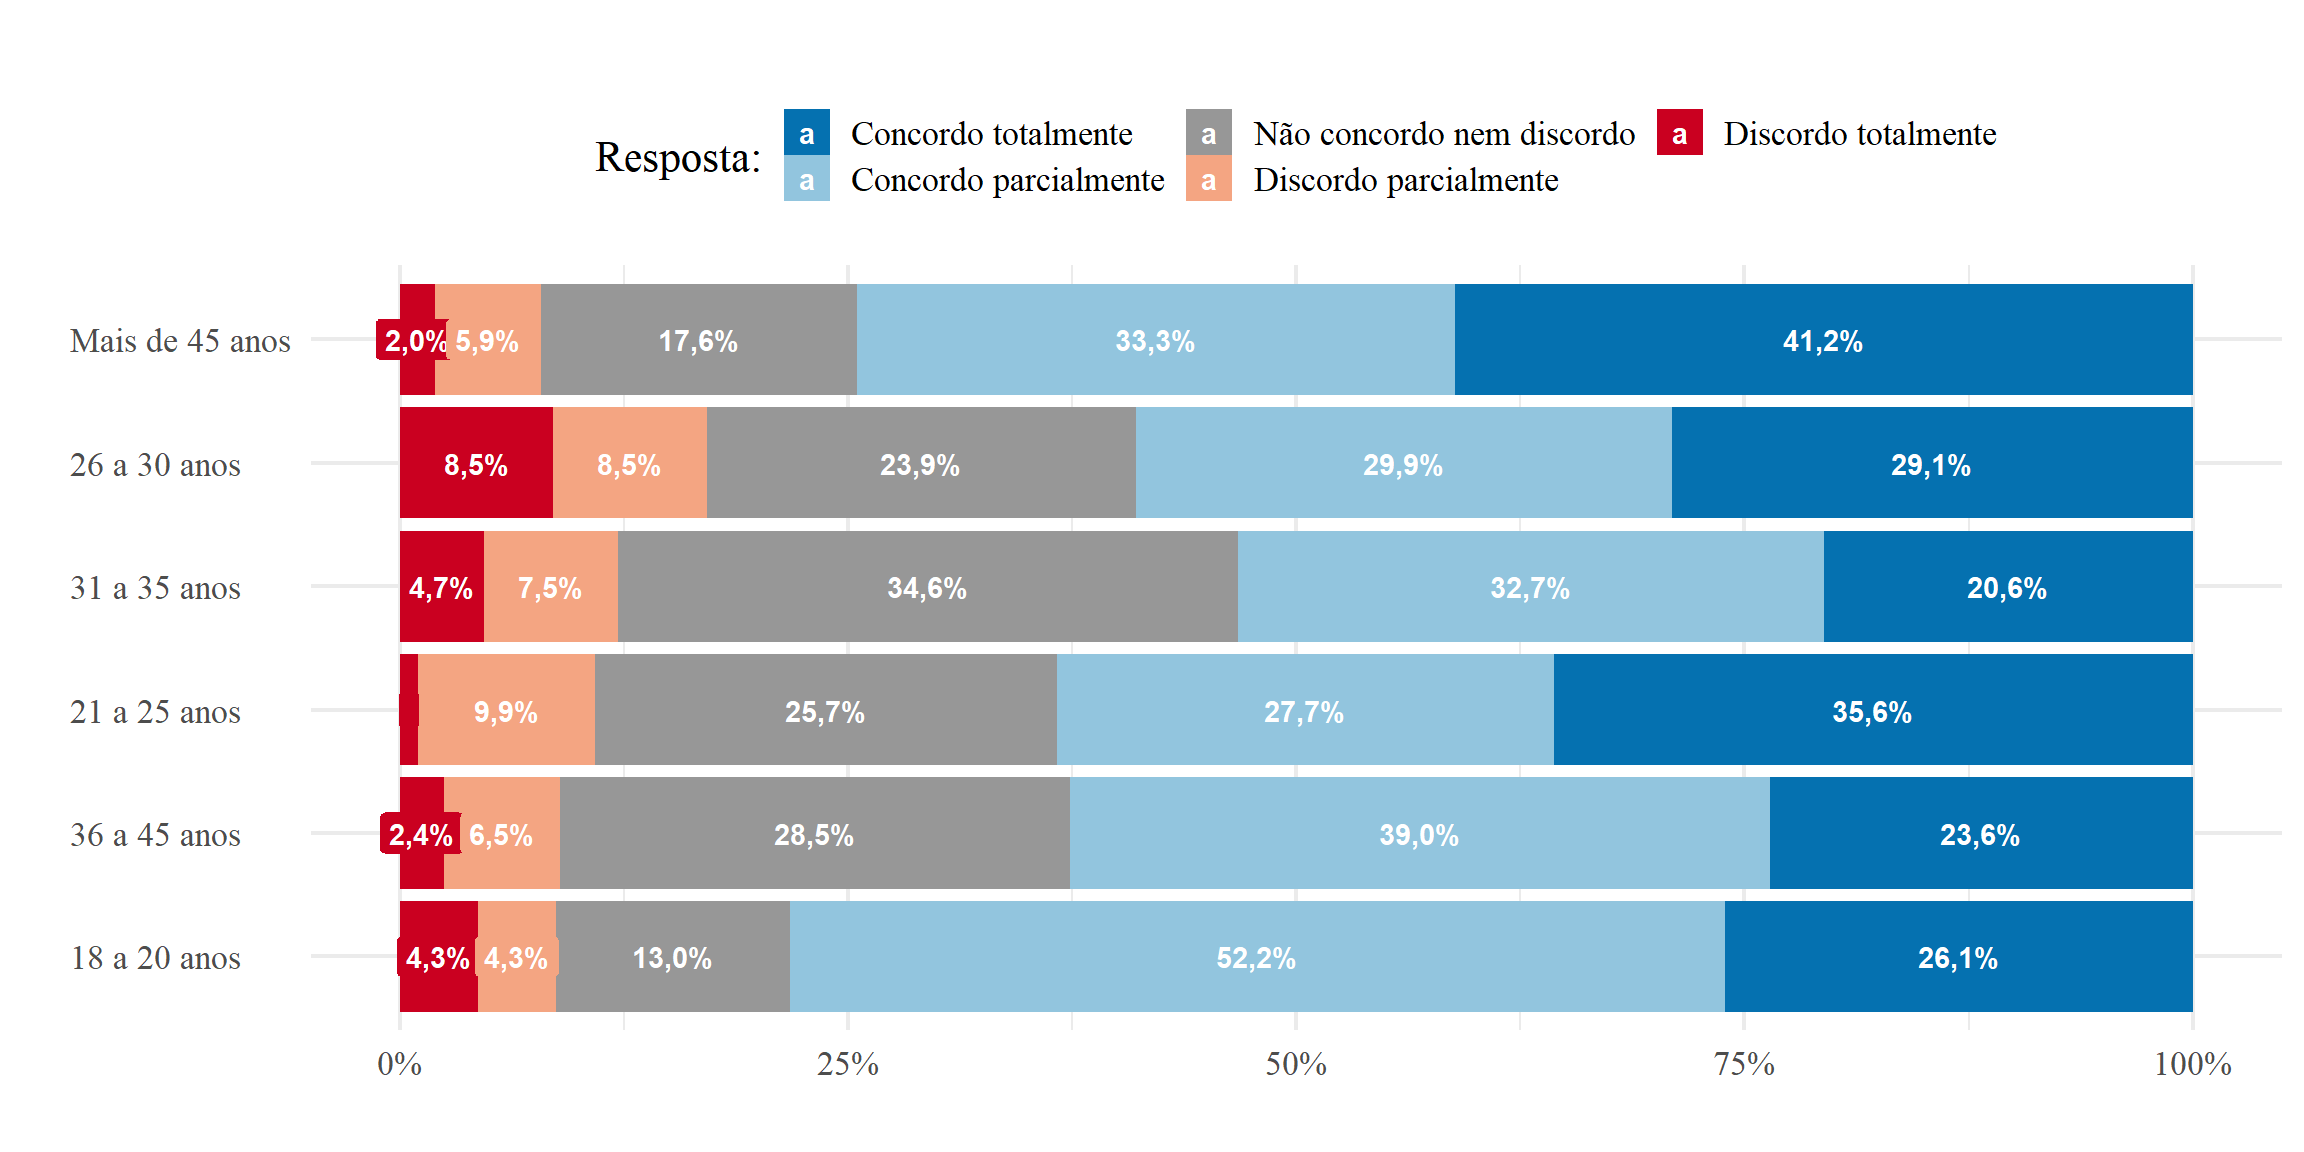 Resposta:
a Concordo totalmente a Não concordo nem discordo a Discordo totalmente
a Concordo parcialmente a Discordo parcialmente
Mais de 45 anos 2,0% 5,9% 17,6% 33,3% 41,2%
26 a 30 anos 8,5% 8,5% 23,9% 29,9% 29,1%
31 a 35 anos 4,7% 7,5% 34,6% 32,7% 20,6%
21 a 25 anos 9,9% 25,7% 27,7% 35,6%
36 a 45 anos 2,4% 6,5% 28,5% 39,0% 23,6%
18 a 20 anos 4,3% 4,3% 13,0% 52,2% 26,1%
0% 25% 50% 75% 100%